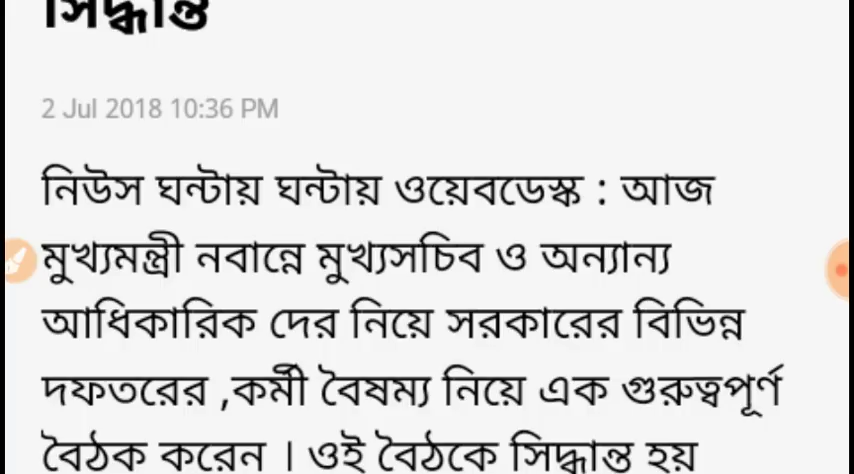 সিদ্ধান্ত
2 Jul 2018 10:36 PM
নিউস ঘন্টায় ঘন্টায় ওয়েবডেস্ক : আজ
মুখ্যমন্ত্রী নবান্নে মুখ্যসচিব ও অন্যান্য
আধিকারিক দের নিয়ে সরকারের বিভিন্ন
দফতরের ,কর্মী বৈষম্য নিয়ে এক গুরুত্বপূর্ণ
বৈঠক করেন । ওই বৈঠকে সিদ্ধান্ত হয়